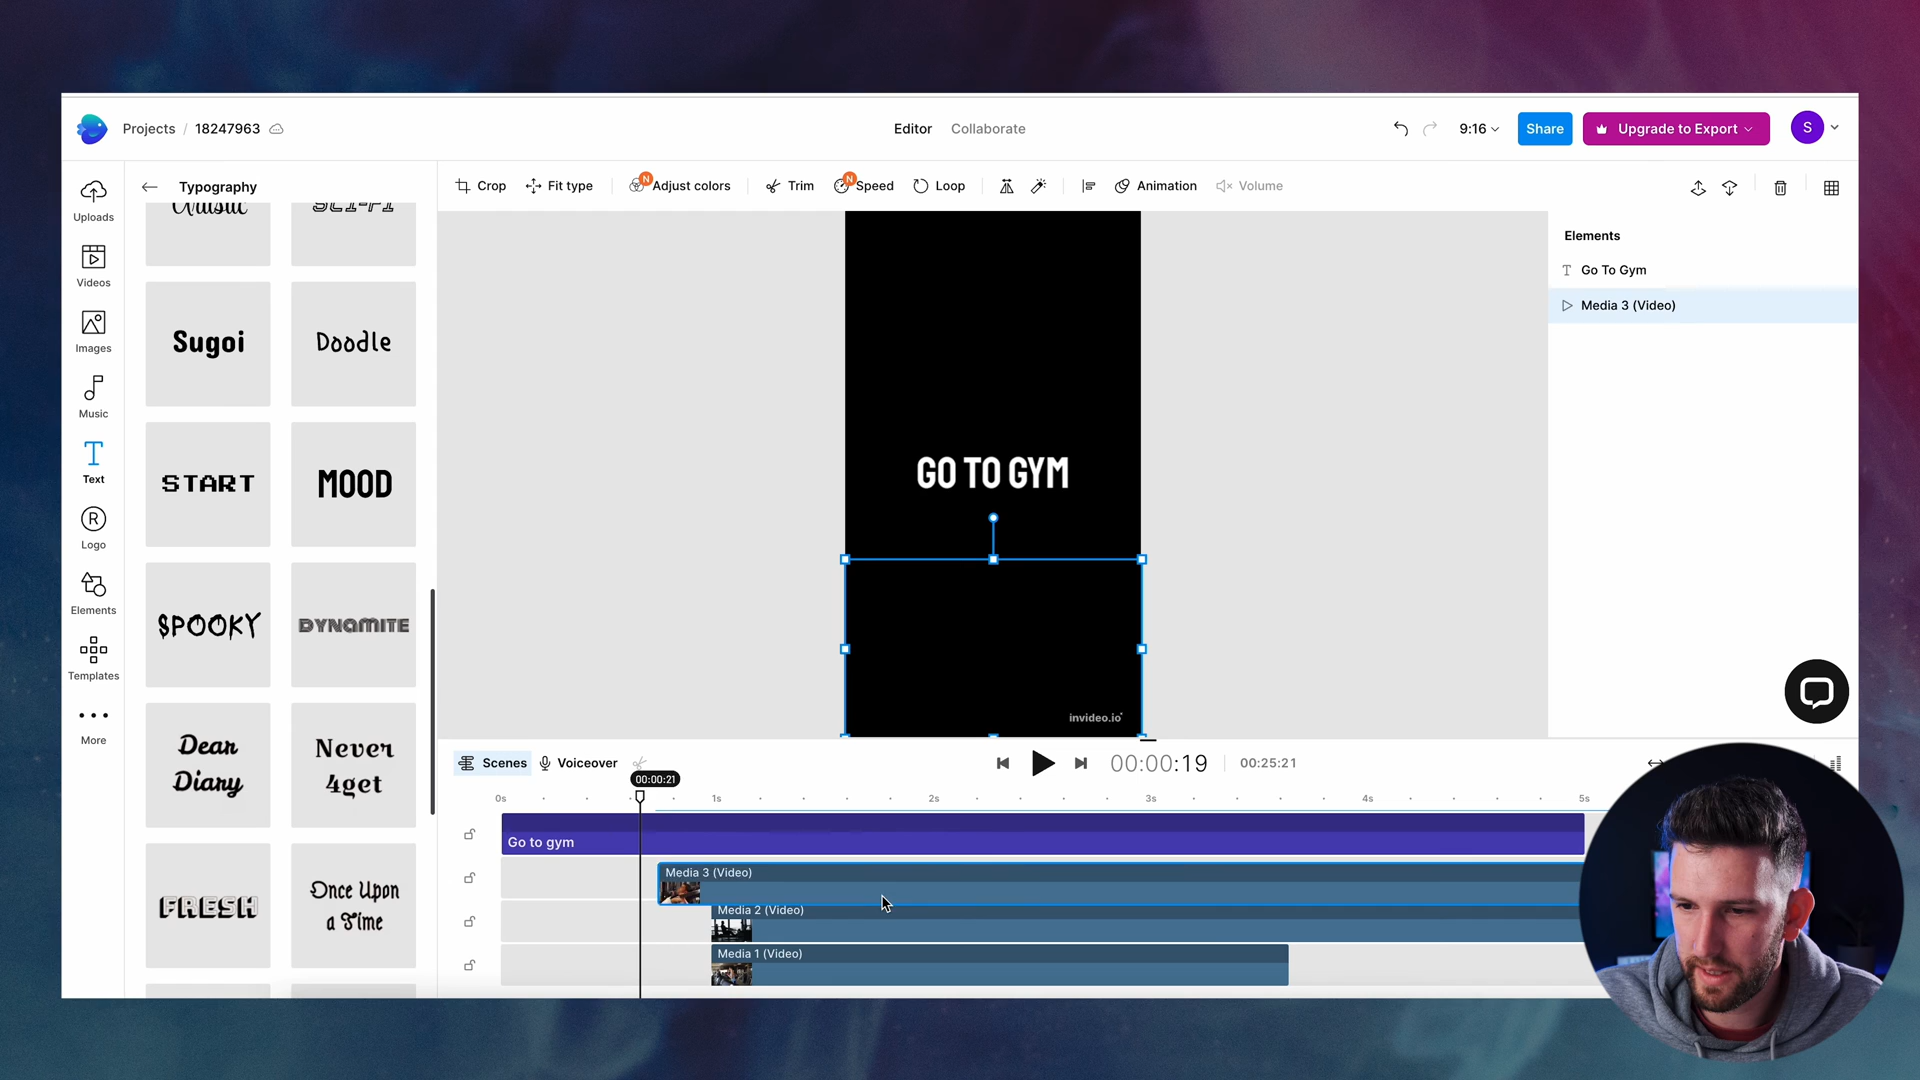 Projects / 18247963
Editor
Collaborate
9:16
Share
Upgrade to Export
S
Uploads
Videos
Images
Music
Text
Logo
Elements
Templates
More
Typography
Artistic
SCI-FI
Sugoi
Doodle
START
MOOD
SPOOKY
DYNAMITE
Dear
Diary
Never
4get
FRESH
Once Upon
a Time
Crop
Fit type
N
Adjust colors
Trim
N
Speed
Loop
Animation
Volume
GO TO GYM
invideo.io
Elements
Go To Gym
Media 3 (Video)
Scenes
Voiceover
00:00:19
00:25:21
00:00:21
0s
1s
2s
3s
4s
5s
Go to gym
Media 3 (Video)
Media 2 (Video)
Media 1 (Video)